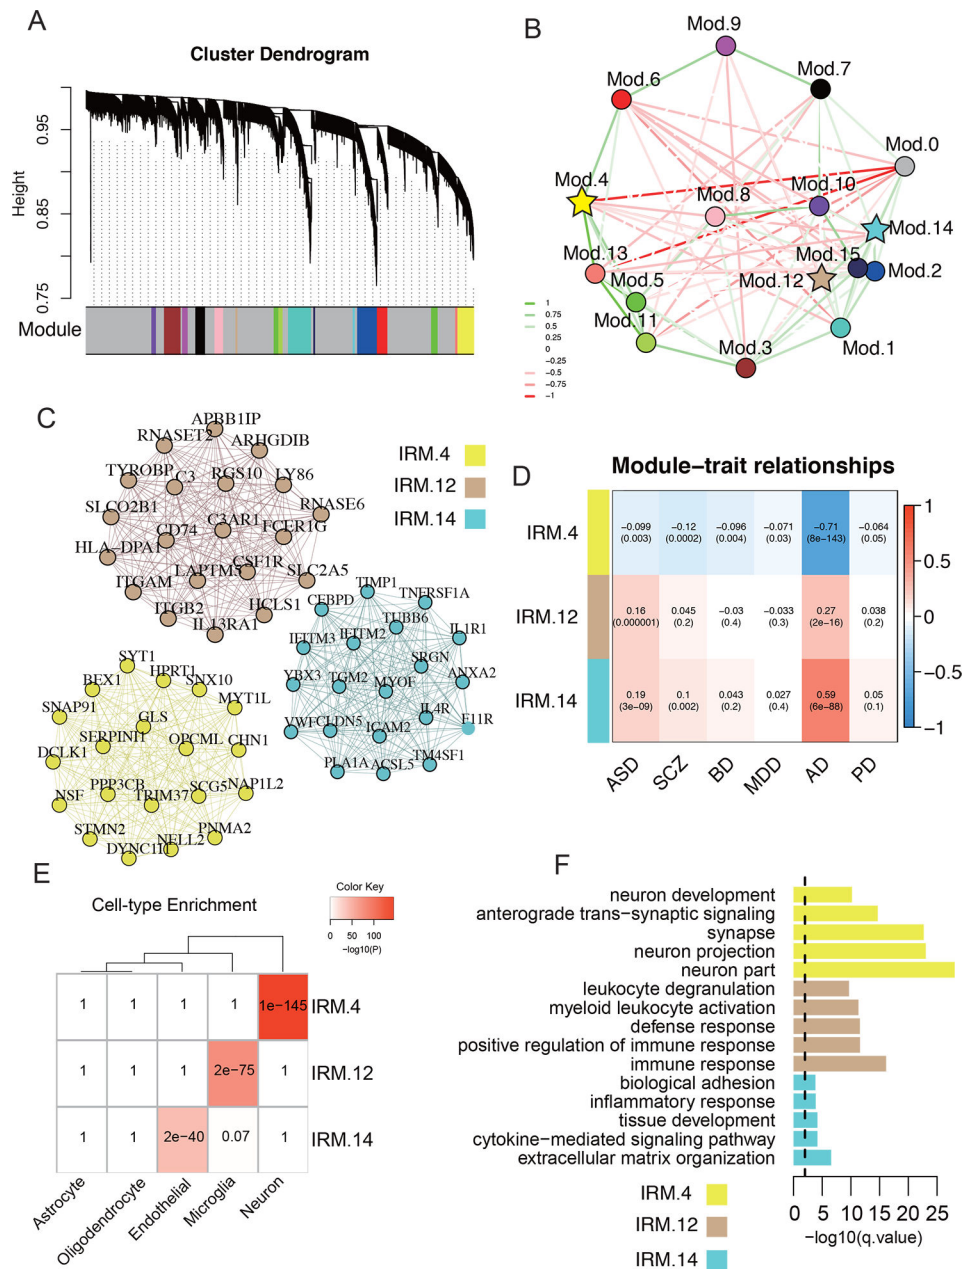 A
Cluster Dendrogram
Height
0.95
0.85
0.75
Module
B
Mod.9
Mod.7
Mod.6
Mod.0
Mod.4
Mod.8
Mod.10
Mod.14
Mod.13
Mod.15
Mod.5
Mod.12
Mod.2
Mod.11
Mod.1
Mod.3
1
0.75
0.5
0.25
0
−0.25
−0.5
−0.75
−1
C
APBB1IP
RNASET2
ARHGDIB
TYROBP
C3
RGS10
LY86
SLCO2B1
RNASE6
CD74
C3AR1
FCER1G
HLA−DPA1
LAPTM5
CSF1R
SLC2A5
ITGAM
ITGB2
HCLS1
IL13RA1
IRM.4
IRM.12
IRM.14
TIMP1
CEBPD
TNFRSF1A
TUBB6
IFITM3
IFITM2
IL1R1
SRGN
YBX3
TGM2
MYOF
ANXA2
IL4R
VWF
CLDN5
ICAM2
F11R
PLA1A
ACSL5
TM4SF1
SYT1
HPRT1
BEX1
SNX10
MYT1L
SNAP91
GLS
SERPINI1
OPCML
CHN1
DCLK1
PPP3CB
SCG5
NAP1L2
NSF
TRIM37
STMN2
PNMA2
NELL2
DYNC1I1
D
Module−trait relationships
IRM.4
−0.099 −0.12 −0.096 −0.071 −0.71 −0.064
(0.003) (0.0002) (0.004) (0.03) (8e−143) (0.05)
IRM.12
0.16 0.045 −0.03 −0.033 0.27 0.038
(0.000001) (0.2) (0.4) (0.3) (2e−16) (0.2)
IRM.14
0.19 0.1 0.043 0.027 0.59 0.05
(3e−09) (0.002) (0.2) (0.4) (6e−88) (0.1)
ASD SCZ BD MDD AD PD
1
0.5
0
−0.5
−1
E
Cell−type Enrichment
Color Key
0 50 100
−log10(P)
1 1 1 1 1e−145 IRM.4
1 1 1 2e−75 1 IRM.12
1 1 2e−40 0.07 1 IRM.14
Astrocyte
Oligodendrocyte
Endothelial
Microglia
Neuron
F
neuron development
anterograde trans−synaptic signaling
synapse
neuron projection
neuron part
leukocyte degranulation
myeloid leukocyte activation
defense response
positive regulation of immune response
immune response
biological adhesion
inflammatory response
tissue development
cytokine−mediated signaling pathway
extracellular matrix organization
0 5 10 15 20 25
−log10(q.value)
IRM.4
IRM.12
IRM.14